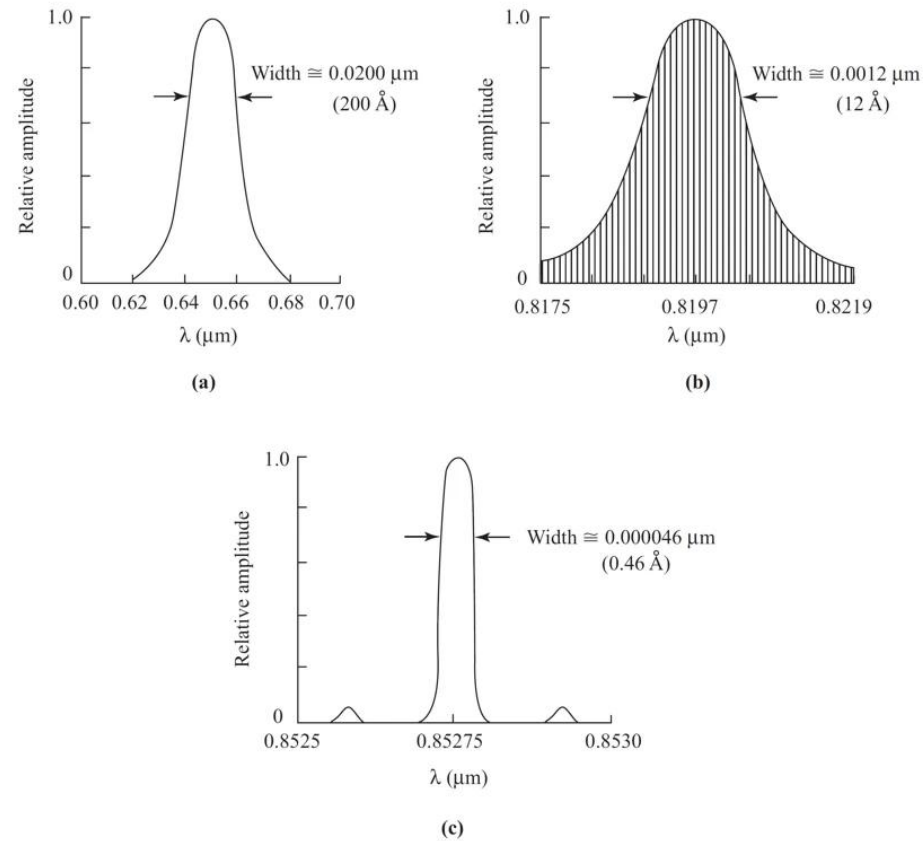 1.0
Relative amplitude
Width ≅ 0.0200 μm
(200 Å)
0
0.60 0.62 0.64 0.66 0.68 0.70
λ (μm)
(a)
1.0
Relative amplitude
Width ≅ 0.0012 μm
(12 Å)
0
0.8175 0.8197 0.8219
λ (μm)
(b)
1.0
Relative amplitude
Width ≅ 0.000046 μm
(0.46 Å)
0
0.8525 0.85275 0.8530
λ (μm)
(c)